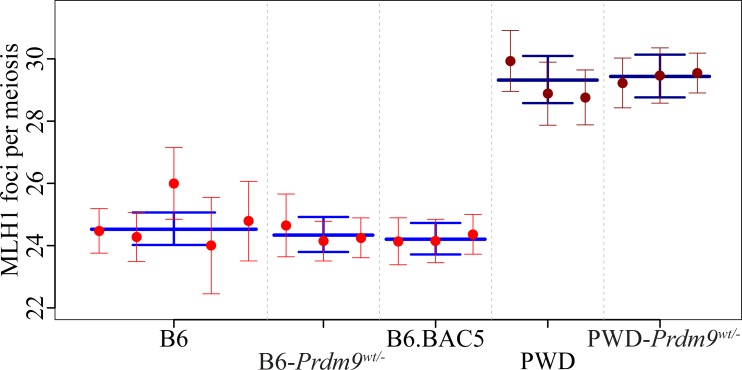 MLH1 foci per meiosis
30
28
26
24
22
B6
B6-Prdm9wt/-
B6.BAC5
PWD
PWD-Prdm9wt/-